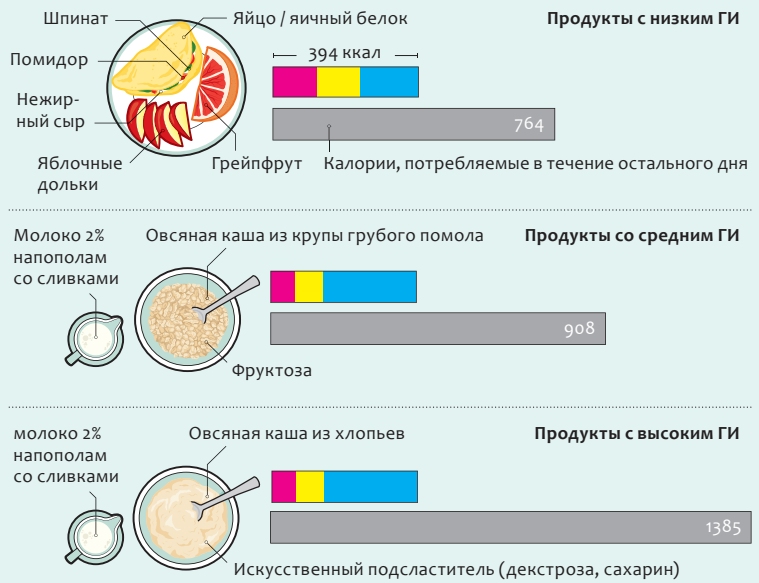 Шпинат
Яйцо / яичный белок
Продукты с низким ГИ
Помидор
394 ккал
Нежир-
ный сыр
764
Яблочные
дольки
Грейпфрут
Калории, потребляемые в течение остального дня
Молоко 2%
напополам
со сливками
Овсяная каша из крупы грубого помола
Продукты со средним ГИ
908
Фруктоза
молоко 2%
напополам
со сливками
Овсяная каша из хлопьев
Продукты с высоким ГИ
1385
Искусственный подсластитель (декстроза, сахарин)